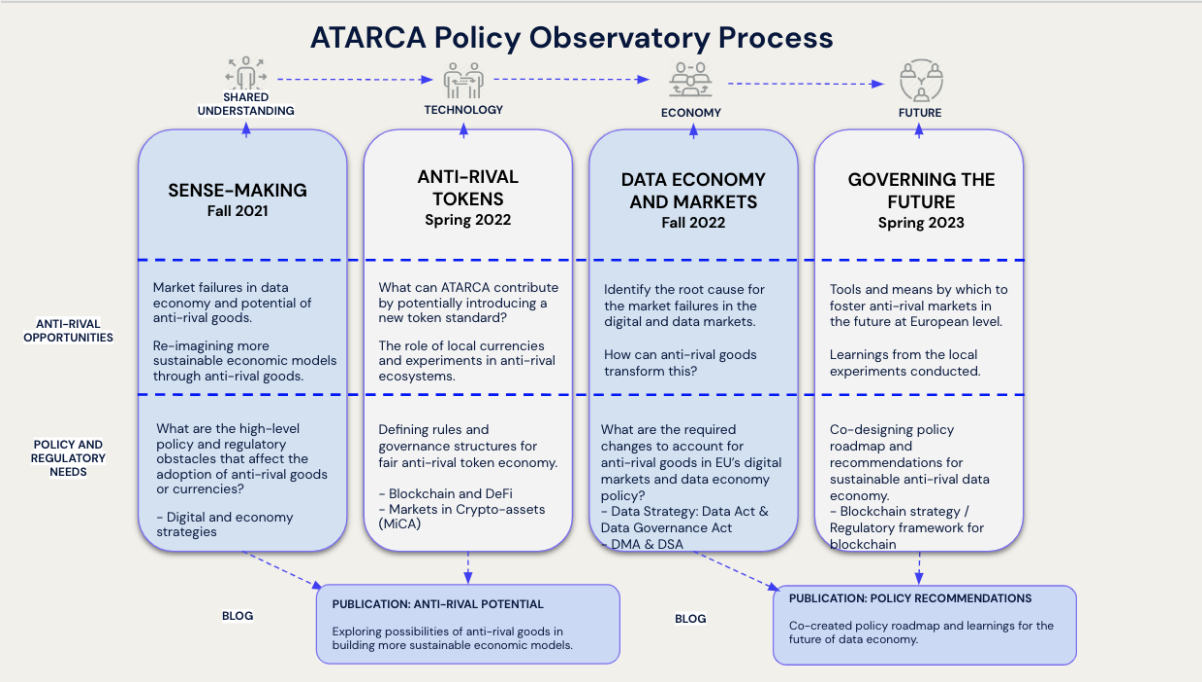 ATARCA Policy Observatory Process
SHARED
UNDERSTANDING
TECHNOLOGY
ECONOMY
FUTURE
SENSE-MAKING
Fall 2021
ANTI-RIVAL
TOKENS
Spring 2022
DATA ECONOMY
AND MARKETS
Fall 2022
GOVERNING THE
FUTURE
Spring 2023
ANTI-RIVAL
OPPORTUNITIES
Market failures in data
economy and potential of
anti-rival goods.
Re-imagining more
sustainable economic models
through anti-rival goods.
What can ATARCA contribute
by potentially introducing a
new token standard?
The role of local currencies
and experiments in anti-rival
ecosystems.
Identify the root cause for
the market failures in the
digital and data markets.
How can anti-rival goods
transform this?
Tools and means by which to
foster anti-rival markets in
the future at European level.
Learnings from the local
experiments conducted.
POLICY AND
REGULATORY
NEEDS
What are the high-level
policy and regulatory
obstacles that affect the
adoption of anti-rival goods
or currencies?
- Digital and economy
strategies
Defining rules and
governance structures for
fair anti-rival token economy.
- Blockchain and DeFi
- Markets in Crypto-assets
(MiCA)
What are the required
changes to account for
anti-rival goods in EU's digital
markets and data economy
policy?
- Data Strategy: Data Act &
Data Governance Act
- DMA & DSA
Co-designing policy
roadmap and
recommendations for
sustainable anti-rival data
economy.
- Blockchain strategy /
Regulatory framework for
blockchain
BLOG
PUBLICATION: ANTI-RIVAL POTENTIAL
Exploring possibilities of anti-rival goods in
building more sustainable economic models.
BLOG
PUBLICATION: POLICY RECOMMENDATIONS
Co-created policy roadmap and learnings for the
future of data economy.